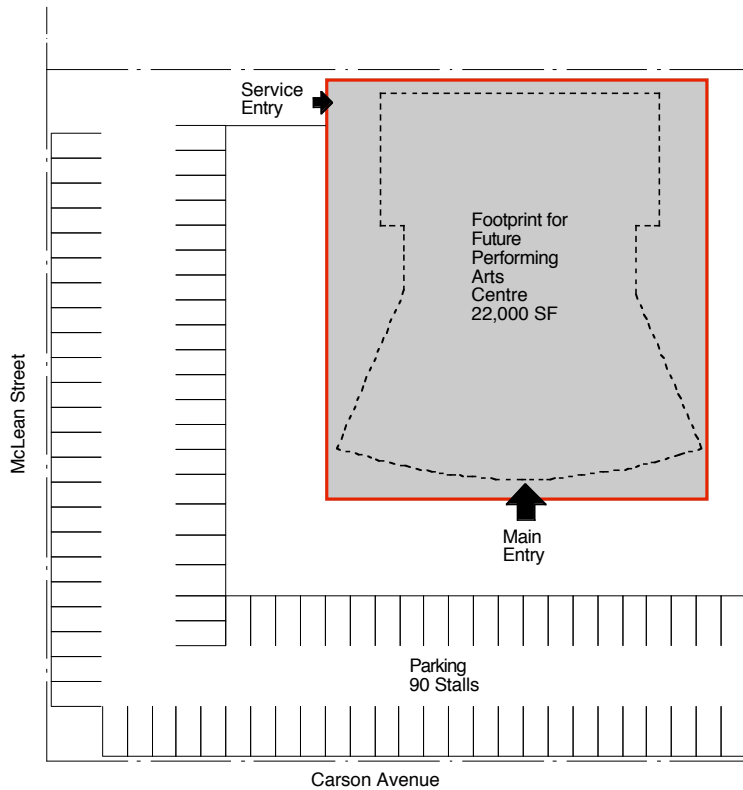 Service
Entry
Footprint for
Future
Performing
Arts
Centre
22,000 SF
McLean Street
Main
Entry
Parking
90 Stalls
Carson Avenue